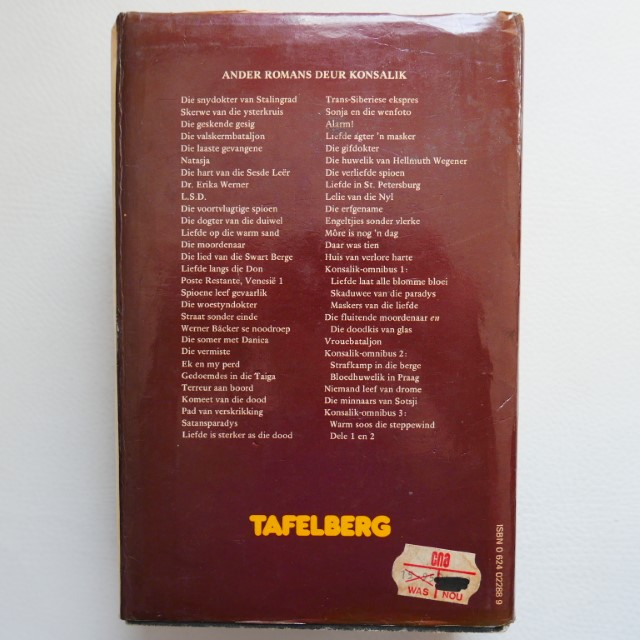 ANDER ROMANS DEUR KONSALIK
Die snydokter van Stalingrad
Skerwe van die ysterkruis
Die geskende gesig
Die valskermbataljon
Die laaste gevangene
Natasja
Die hart van die Sesde Leër
Dr. Erika Werner
L.S.D.
Die voortvlugtige spioen
Die dogter van die duiwel
Liefde op die warm sand
Die moordenaar
Die lied van die Swart Berge
Liefde langs die Don
Poste Restante, Venesië 1
Spioene leef gevaarlik
Die woestyndokter
Straat sonder einde
Werner Bäcker se noodroep
Die somer met Danica
Die vermiste
Ek en my perd
Gedoemdes in die Taiga
Terreur aan boord
Komeet van die dood
Pad van verskrikking
Satansparadys
Liefde is sterker as die dood
Trans-Siberiese ekspres
Sonja en die wenfoto
Alarm!
Liefde agter 'n masker
Die gifdokter
Die huwelik van Hellmuth Wegener
Die verliefde spioen
Liefde in St. Petersburg
Lelie van die Nyl
Die erfgename
Engeltjies sonder vlerke
Môre is nog 'n dag
Daar was tien
Huis van verlore harte
Konsalik-omnibus 1:
Liefde laat alle blomme bloei
Skaduwee van die paradys
Maskers van die liefde
Die fluitende moordenaar en
Die doodkis van glas
Vrouebataljon
Konsalik-omnibus 2:
Strafkamp in die berge
Bloedhuwelik in Praag
Niemand leef van drome
Die minnaars van Sotsji
Konsalik-omnibus 3:
Warm soos die steppewind
Dele 1 en 2
TAFELBERG
cna
WAS NOU
ISBN 0 624 02288 9